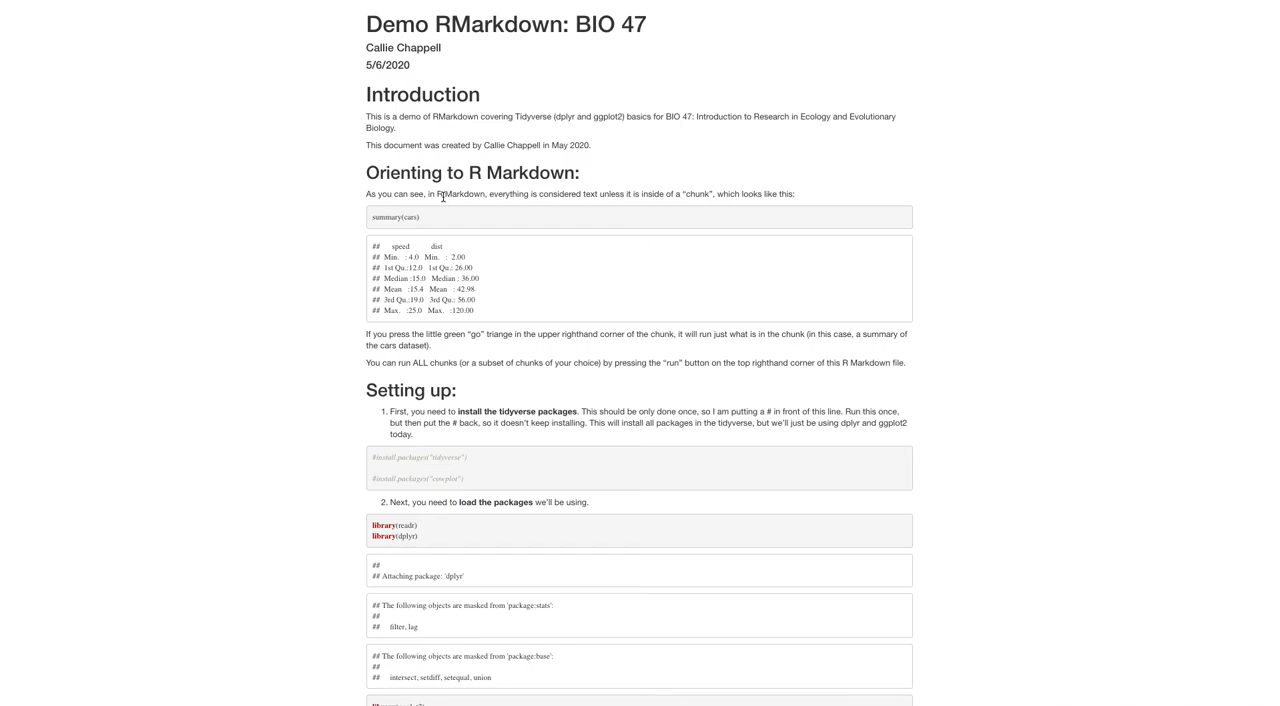 Demo RMarkdown: BIO 47
Callie Chappell
5/6/2020
Introduction
This is a demo of RMarkdown covering Tidyverse (dplyr and ggplot2) basics for BIO 47: Introduction to Research in Ecology and Evolutionary
Biology.
This document was created by Callie Chappell in May 2020.
Orienting to R Markdown:
As you can see, in R Markdown, everything is considered text unless it is inside of a “chunk”, which looks like this:
summary(cars)
## speed dist
## Min. : 4.0 Min. : 2.00
## 1st Qu.:12.0 1st Qu.: 26.00
## Median :15.0 Median : 36.00
## Mean :15.4 Mean : 42.98
## 3rd Qu.:19.0 3rd Qu.: 56.00
## Max. :25.0 Max. :120.00
If you press the little green “go” triangle in the upper righthand corner of the chunk, it will run just what is in the chunk (in this case, a summary of
the cars dataset).
You can run ALL chunks (or a subset of chunks of your choice) by pressing the “run” button on the top righthand corner of this R Markdown file.
Setting up:
1. First, you need to install the tidyverse packages. This should be only done once, so I am putting a # in front of this line. Run this once,
but then put the # back, so it doesn’t keep installing. This will install all packages in the tidyverse, but we’ll just be using dplyr and ggplot2
today.
#install.packages("tidyverse")
#install.packages("cowplot")
2. Next, you need to load the packages we’ll be using.
library(readr)
library(dplyr)
##
## Attaching package: 'dplyr'
## The following objects are masked from 'package:stats':
##
## filter, lag
## The following objects are masked from 'package:base':
##
## intersect, setdiff, setequal, union